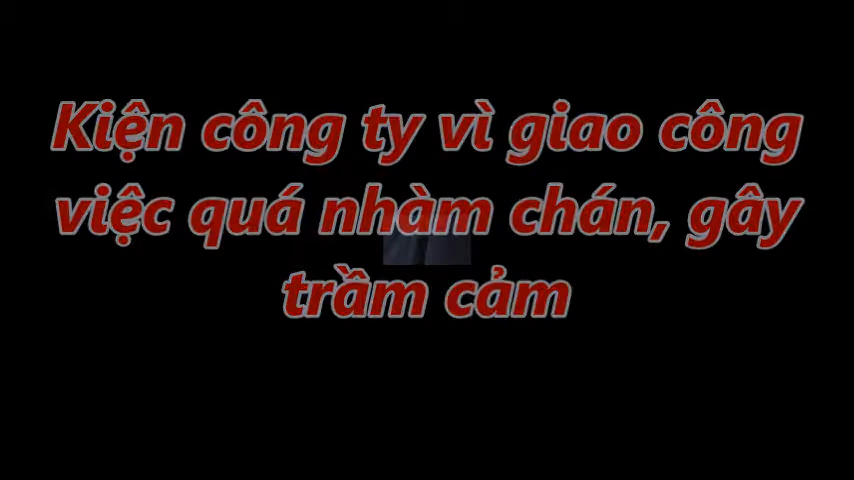 Kiện công ty vì giao công
việc quá nhàm chán, gây
trầm cảm